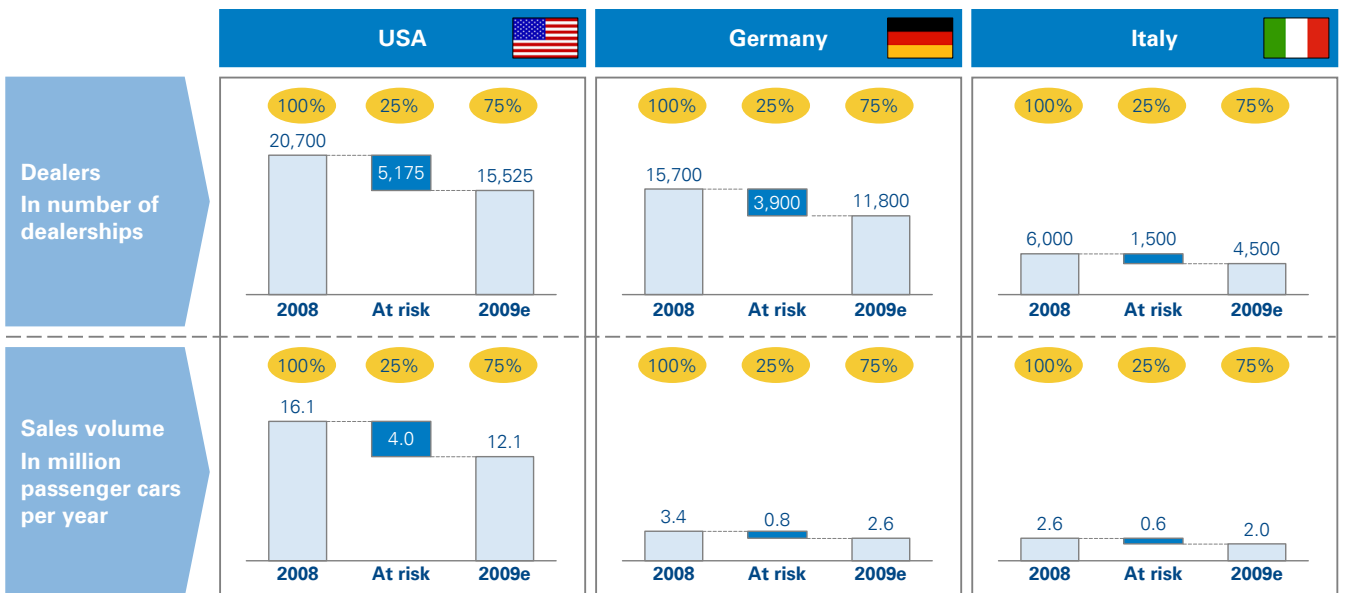 USA
Germany
Italy
Dealers
In number of
dealerships
100% 25% 75%
20,700
5,175
15,525
2008 At risk 2009e
100% 25% 75%
15,700
3,900
11,800
2008 At risk 2009e
100% 25% 75%
6,000
1,500
4,500
2008 At risk 2009e
Sales volume
In million
passenger cars
per year
100% 25% 75%
16.1
4.0
12.1
2008 At risk 2009e
100% 25% 75%
3.4
0.8
2.6
2008 At risk 2009e
100% 25% 75%
2.6
0.6
2.0
2008 At risk 2009e